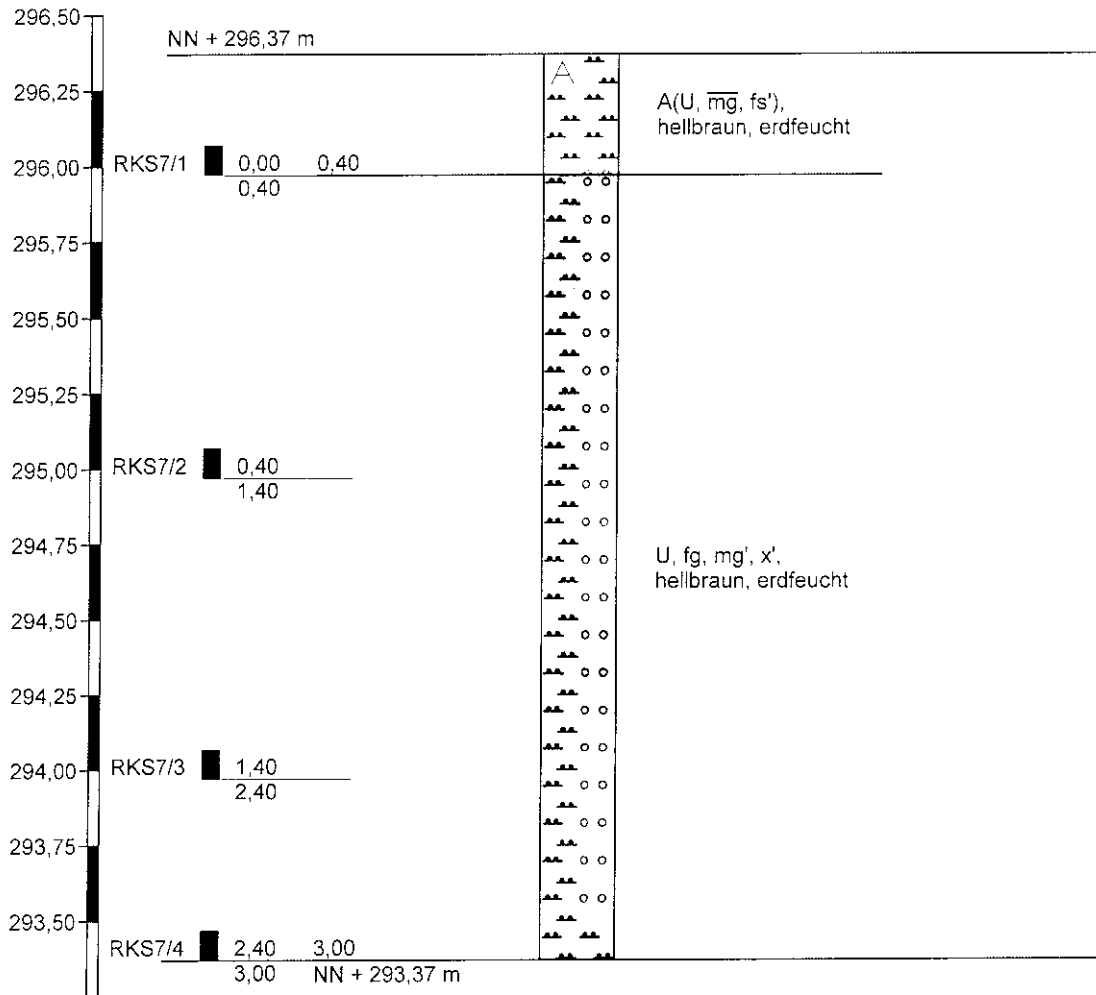 296,50
NN + 296,37 m
A
296,25
A(U, m̅g̅, fs'),
hellbraun, erdfeucht
296,00
RKS7/1 0,00 0,40
0,40
295,75
295,50
295,25
295,00
RKS7/2 0,40
1,40
294,75
U, fg, mg', x',
hellbraun, erdfeucht
294,50
294,25
294,00
RKS7/3 1,40
2,40
293,75
293,50
RKS7/4 2,40 3,00
3,00 NN + 293,37 m